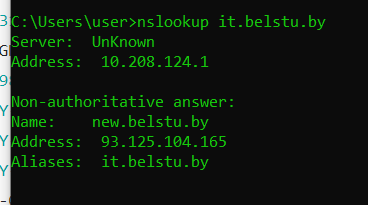 C:\Users\user>nslookup it.belstu.by
Server:  UnKnown
Address:  10.208.124.1

Non-authoritative answer:
Name:    new.belstu.by
Address:  93.125.104.165
Aliases:  it.belstu.by